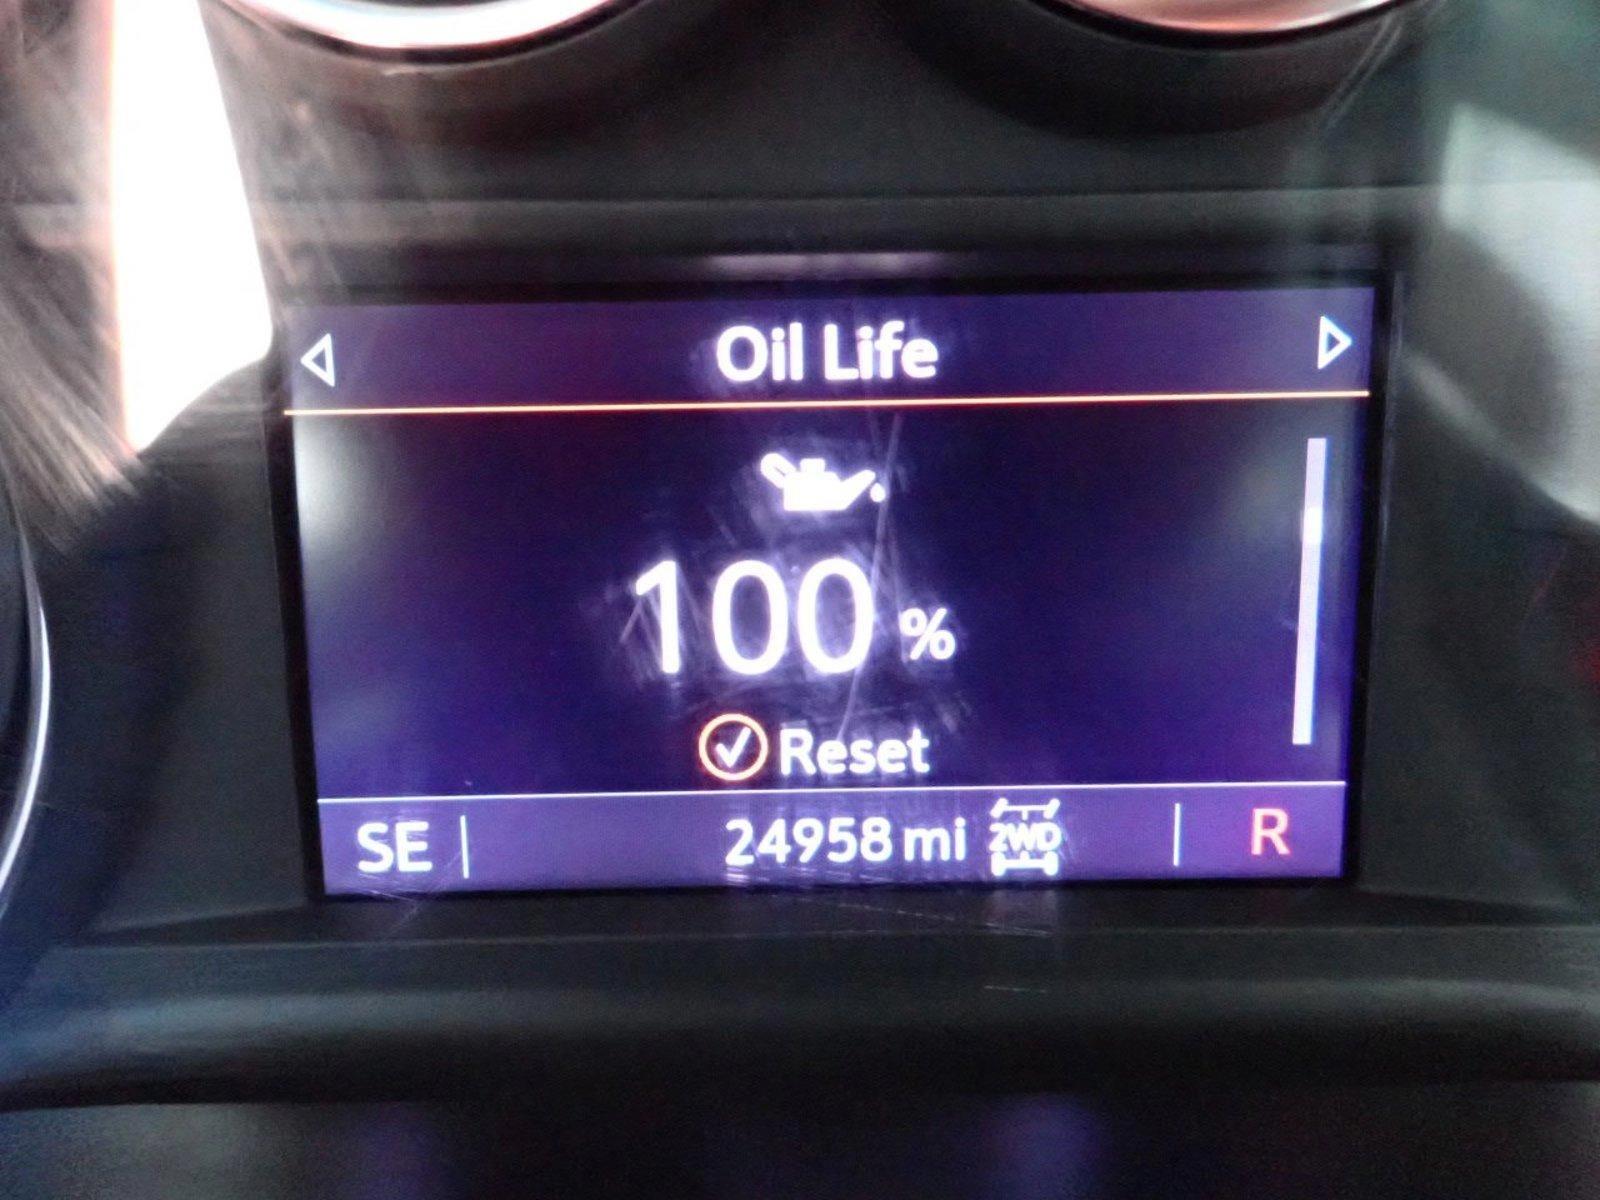 Oil Life
100 %
Reset
SE 24958 mi 2WD R